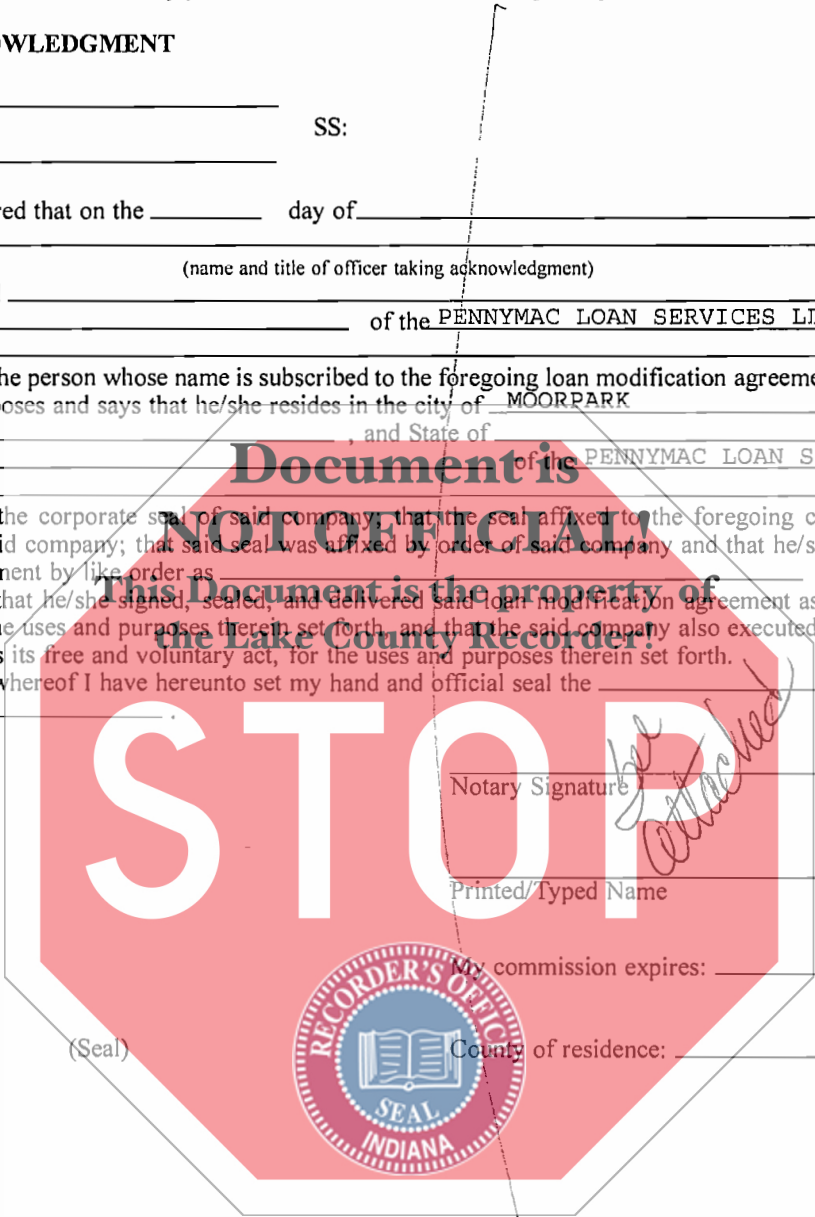 OWLEDGMENT
SS:
red that on the day of
(name and title of officer taking acknowledgment)
of the PENNYMAC LOAN SERVICES
he person whose name is subscribed to the foregoing loan modification agreeme
oses and says that he/she resides in the city of MOORPARK
, and State of
Document is
of the PENNYMAC LOAN S
the corporate seal of said company; that the seal affixed to the foregoing c
NOT OFFICIAL!
id company; that said seal was affixed by order of said company and that he/s
ment by like order as
This Document is the property of
that he/she signed, sealed, and delivered said loan modification agreement as
e uses and purposes therein set forth, and that the said company also executed
the Lake County Recorder!
s its free and voluntary act, for the uses and purposes therein set forth.
whereof I have hereunto set my hand and official seal the
.
STOP
See
attached
Notary Signature
Printed/Typed Name
My commission expires:
RECORDER'S OFFICE
(Seal)
County of residence:
SEAL
INDIANA